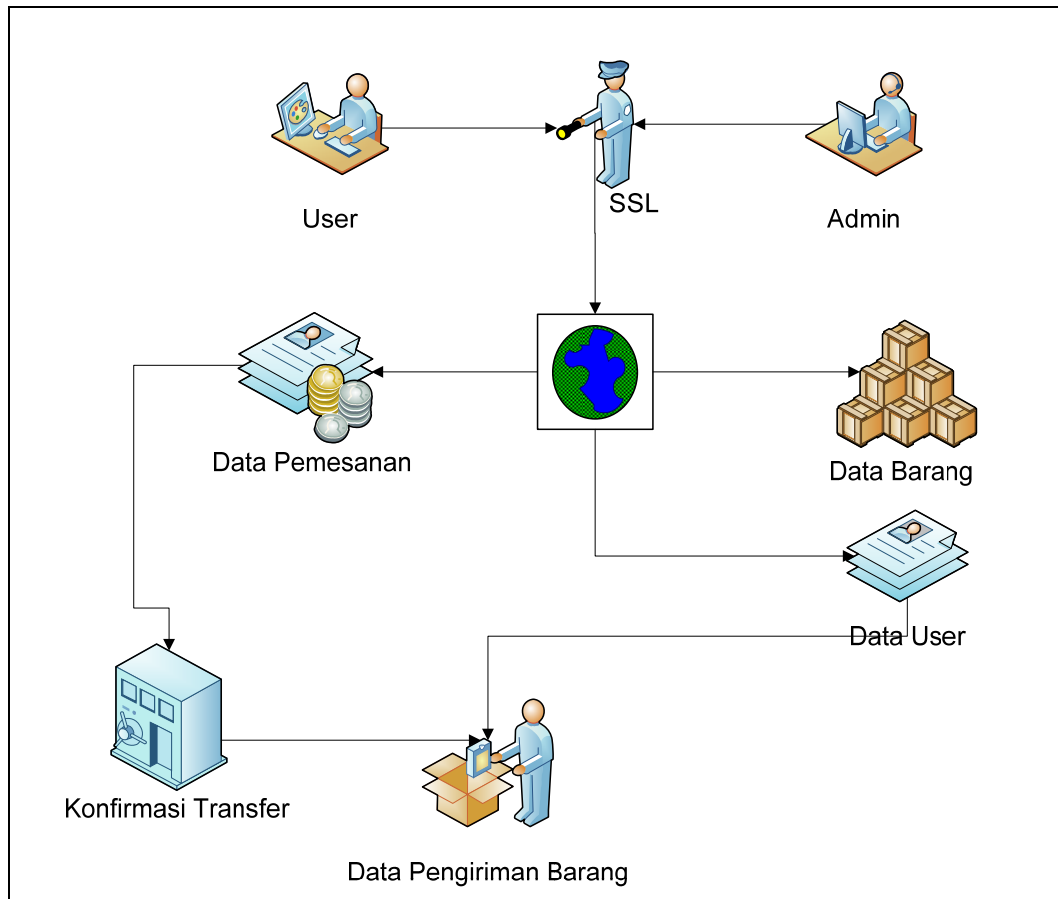 User
SSL
Admin
Data Pemesanan
Data Barang
Data User
Konfirmasi Transfer
Data Pengiriman Barang